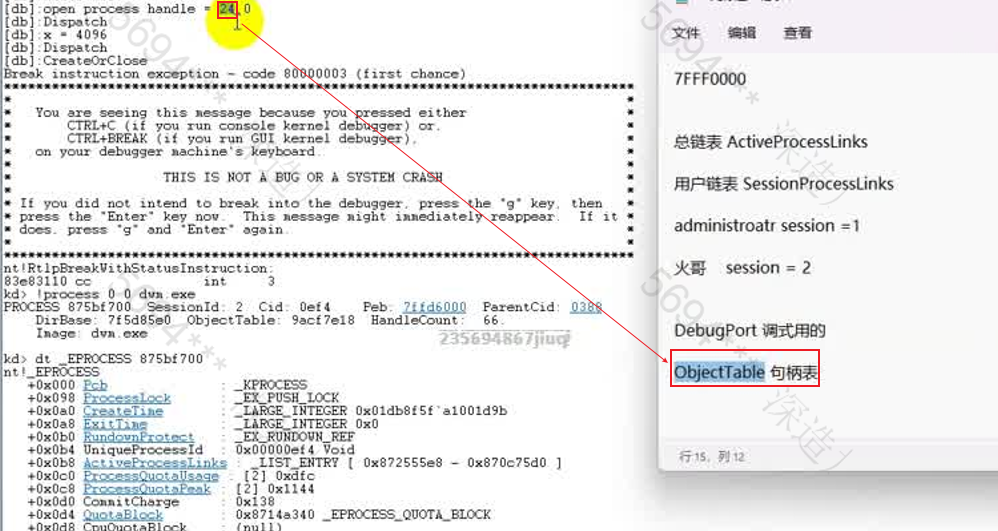 [db]:open process handle = 24,0
[db]:Dispatch
[db]:x = 4096
[db]:Dispatch
[db]:CreateOrClose
Break instruction exception - code 80000003 (first chance)
*******************************************************************************
*
* You are seeing this message because you pressed either *
* CTRL+C (if you run console kernel debugger) or, *
* CTRL+BREAK (if you run GUI kernel debugger), *
* on your debugger machine's keyboard. *
* *
* THIS IS NOT A BUG OR A SYSTEM CRASH *
* *
* If you did not intend to break into the debugger, press the "g" key, then *
* press the "Enter" key now. This message might immediately reappear. If it *
* does, press "g" and "Enter" again. *
* *
*******************************************************************************
nt!RtlpBreakWithStatusInstruction:
83e83110 cc int 3
kd> !process 0 0 dwm.exe
PROCESS 875bf700 SessionId: 2 Cid: 0ef4 Peb: 7ffd6000 ParentCid: 0388
DirBase: 7f5d85e0 ObjectTable: 9acf7e18 HandleCount: 66.
Image: dwm.exe
kd> dt _EPROCESS 875bf700
nt!_EPROCESS
+0x000 Pcb : _KPROCESS
+0x098 ProcessLock : _EX_PUSH_LOCK
+0x0a0 CreateTime : _LARGE_INTEGER 0x01db8f5f`a1001d9b
+0x0a8 ExitTime : _LARGE_INTEGER 0x0
+0x0b0 RundownProtect : _EX_RUNDOWN_REF
+0x0b4 UniqueProcessId : 0x00000ef4 Void
+0x0b8 ActiveProcessLinks : _LIST_ENTRY [ 0x872555e8 - 0x870c75d0 ]
+0x0c0 ProcessQuotaUsage : [2] 0xdfc
+0x0c8 ProcessQuotaPeak : [2] 0x1144
+0x0d0 CommitCharge : 0x138
+0x0d4 QuotaBlock : 0x8714a340 _EPROCESS_QUOTA_BLOCK
+0x0d8 CpuQuotaBlock : (null)
文件 编辑 查看
7FFF0000
总链表 ActiveProcessLinks
用户链表 SessionProcessLinks
administroatr session =1
火哥 session = 2
DebugPort 调式用的
ObjectTable 句柄表
行 15，列 12
5694***
5694***
5694***
5694***
深造
深造
235694867jiuqi